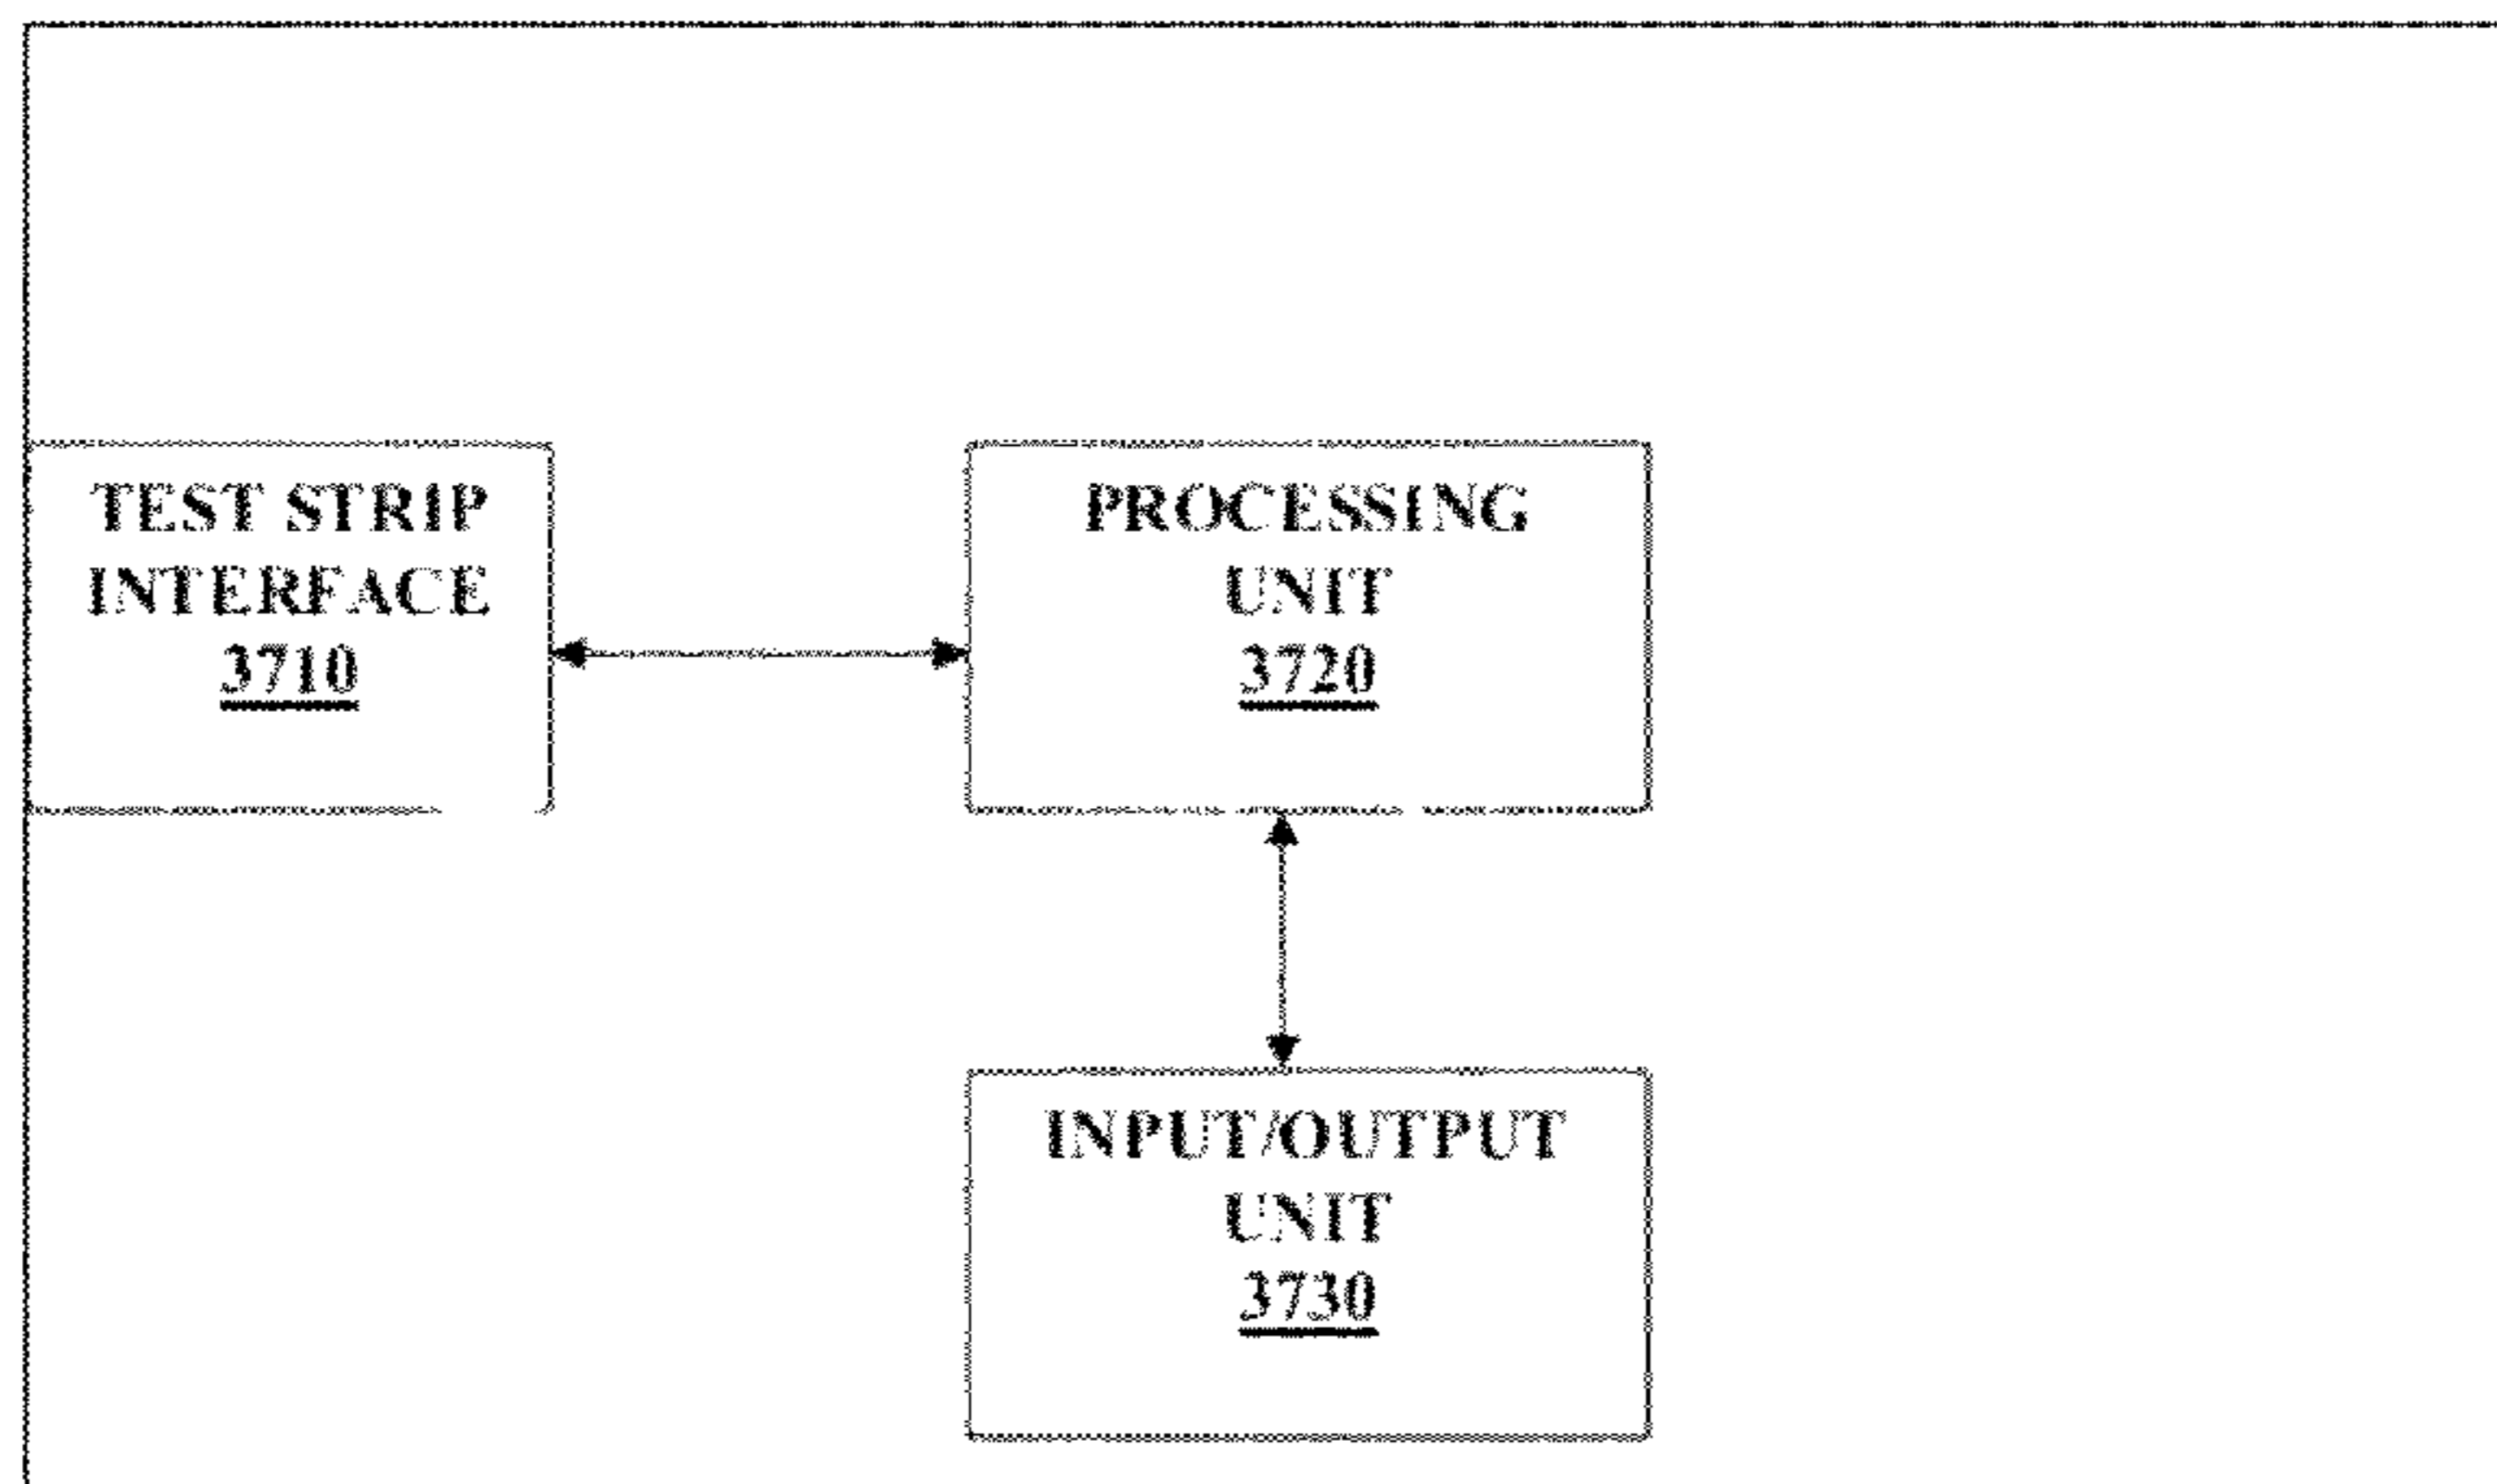 TEST STRIP
INTERFACE
3710
PROCESSING
UNIT
3720
INPUT/OUTPUT
UNIT
3730